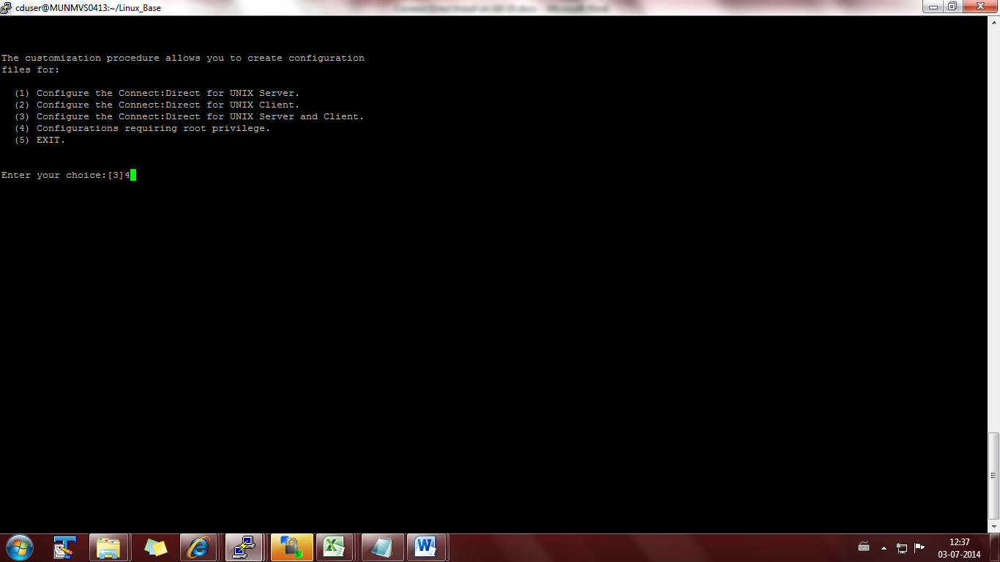 cduser@MUNMVS0413:~/Linux_Base
The customization procedure allows you to create configuration
files for:
(1) Configure the Connect:Direct for UNIX Server.
(2) Configure the Connect:Direct for UNIX Client.
(3) Configure the Connect:Direct for UNIX Server and Client.
(4) Configurations requiring root privilege.
(5) EXIT.
Enter your choice:[3]4
12:37
03-07-2014